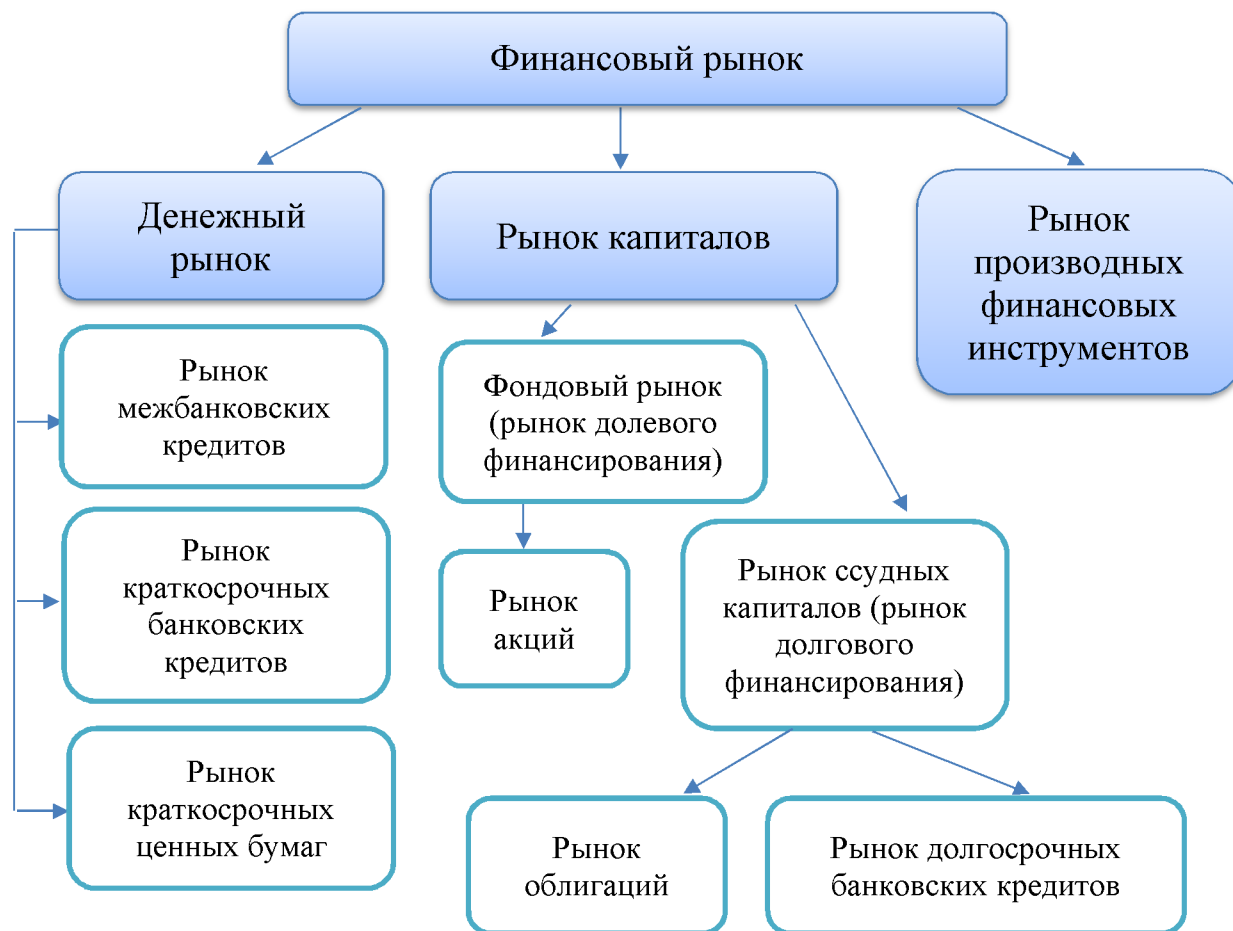 Финансовый рынок
Денежный
рынок
Рынок капиталов
Рынок
производных
финансовых
инструментов
Рынок
межбанковских
кредитов
Фондовый рынок
(рынок долевого
финансирования)
Рынок
краткосрочных
банковских
кредитов
Рынок
акций
Рынок ссудных
капиталов (рынок
долгового
финансирования)
Рынок
краткосрочных
ценных бумаг
Рынок
облигаций
Рынок долгосрочных
банковских кредитов